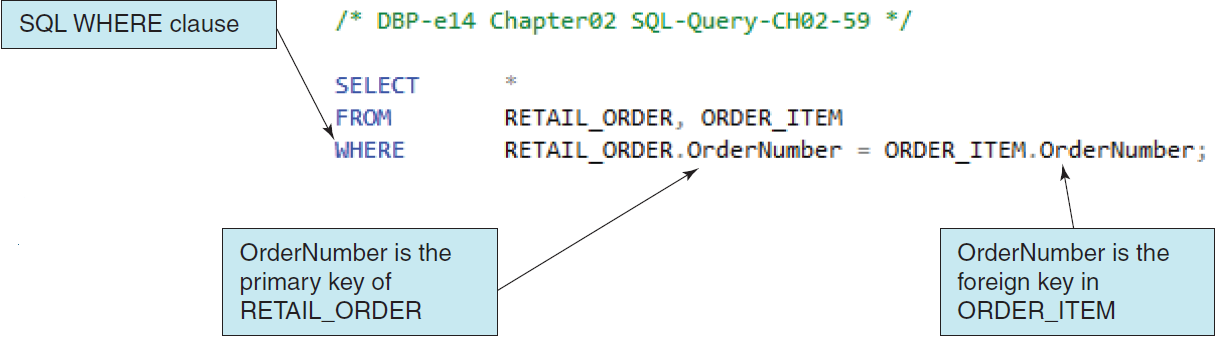 SQL WHERE clause
/* DBP-e14 Chapter02 SQL-Query-CH02-59 */
SELECT *
FROM RETAIL_ORDER, ORDER_ITEM
WHERE RETAIL_ORDER.OrderNumber = ORDER_ITEM.OrderNumber;
OrderNumber is the
primary key of
RETAIL_ORDER
OrderNumber is the
foreign key in
ORDER_ITEM